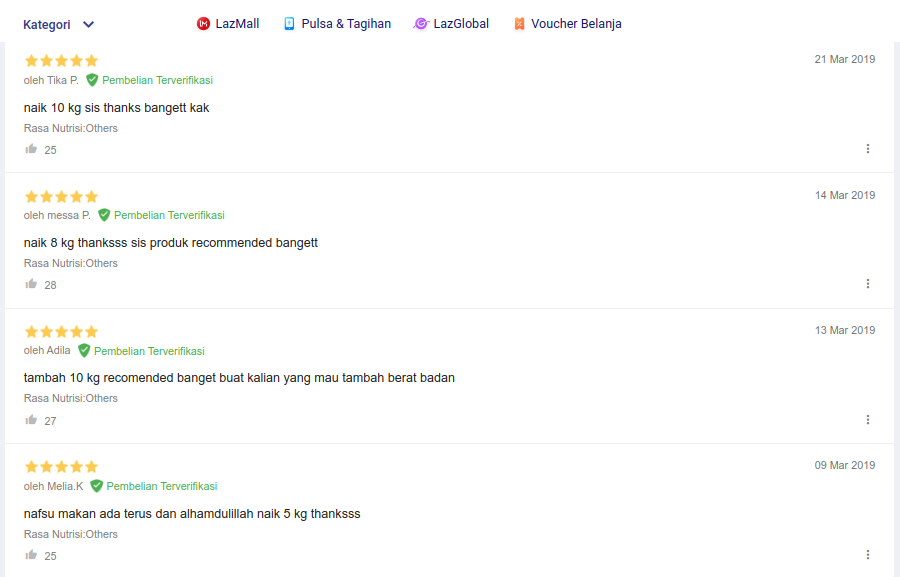 Kategori LazMall Pulsa & Tagihan LazGlobal Voucher Belanja
21 Mar 2019
oleh Tika P. Pembelian Terverifikasi
naik 10 kg sis thanks bangett kak
Rasa Nutrisi:Others
25
14 Mar 2019
oleh messa P. Pembelian Terverifikasi
naik 8 kg thanksss sis produk recommended bangett
Rasa Nutrisi:Others
28
13 Mar 2019
oleh Adila Pembelian Terverifikasi
tambah 10 kg recomended banget buat kalian yang mau tambah berat badan
Rasa Nutrisi:Others
27
09 Mar 2019
oleh Melia.K Pembelian Terverifikasi
nafsu makan ada terus dan alhamdulillah naik 5 kg thanksss
Rasa Nutrisi:Others
25